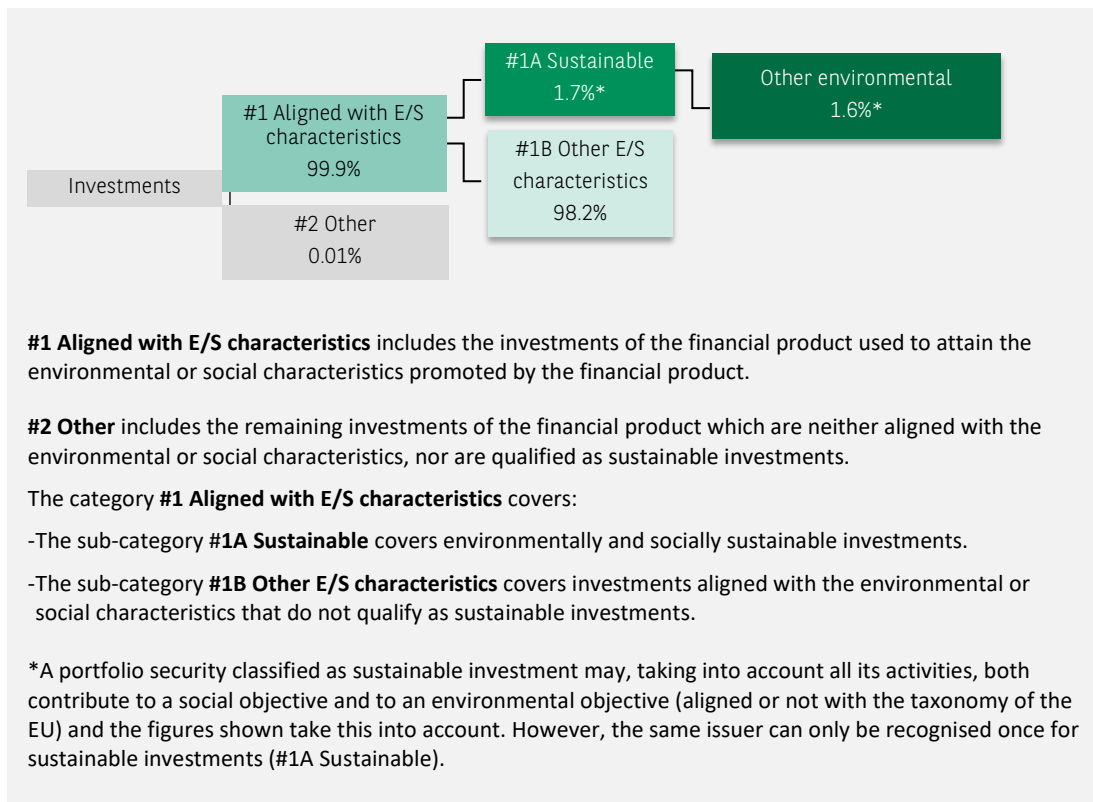 #1A Sustainable
1.7%*
Other environmental
1.6%*
#1 Aligned with E/S
characteristics
99.9%
#1B Other E/S
characteristics
98.2%
Investments
#2 Other
0.01%
#1 Aligned with E/S characteristics includes the investments of the financial product used to attain the
environmental or social characteristics promoted by the financial product.
#2 Other includes the remaining investments of the financial product which are neither aligned with the
environmental or social characteristics, nor are qualified as sustainable investments.
The category #1 Aligned with E/S characteristics covers:
-The sub-category #1A Sustainable covers environmentally and socially sustainable investments.
-The sub-category #1B Other E/S characteristics covers investments aligned with the environmental or
social characteristics that do not qualify as sustainable investments.
*A portfolio security classified as sustainable investment may, taking into account all its activities, both
contribute to a social objective and to an environmental objective (aligned or not with the taxonomy of the
EU) and the figures shown take this into account. However, the same issuer can only be recognised once for
sustainable investments (#1A Sustainable).